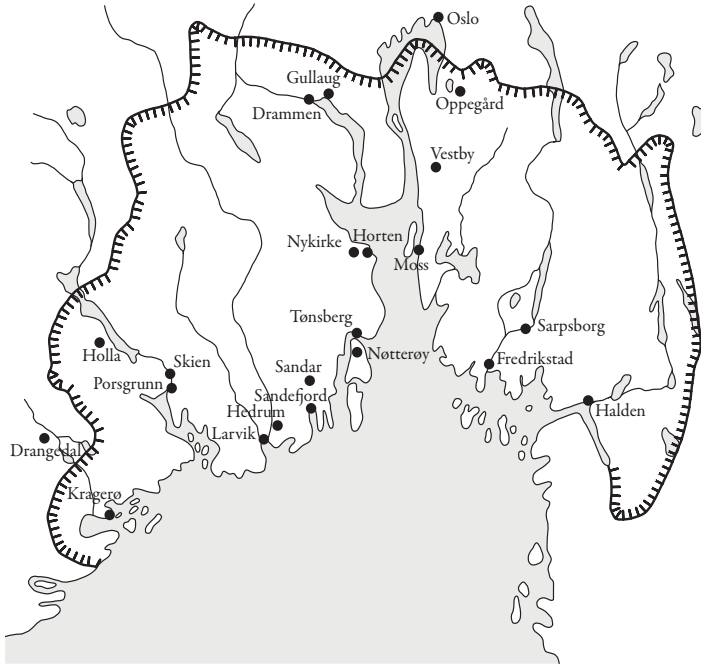 Oslo
Gullaug
Drammen
Oppegård
Vestby
Nykirke
Horten
Moss
Tønsberg
Nøtterøy
Sarpsborg
Fredrikstad
Holla
Skien
Porsgrunn
Sandar
Sandefjord
Hedrum
Larvik
Halden
Drangedal
Kragerø